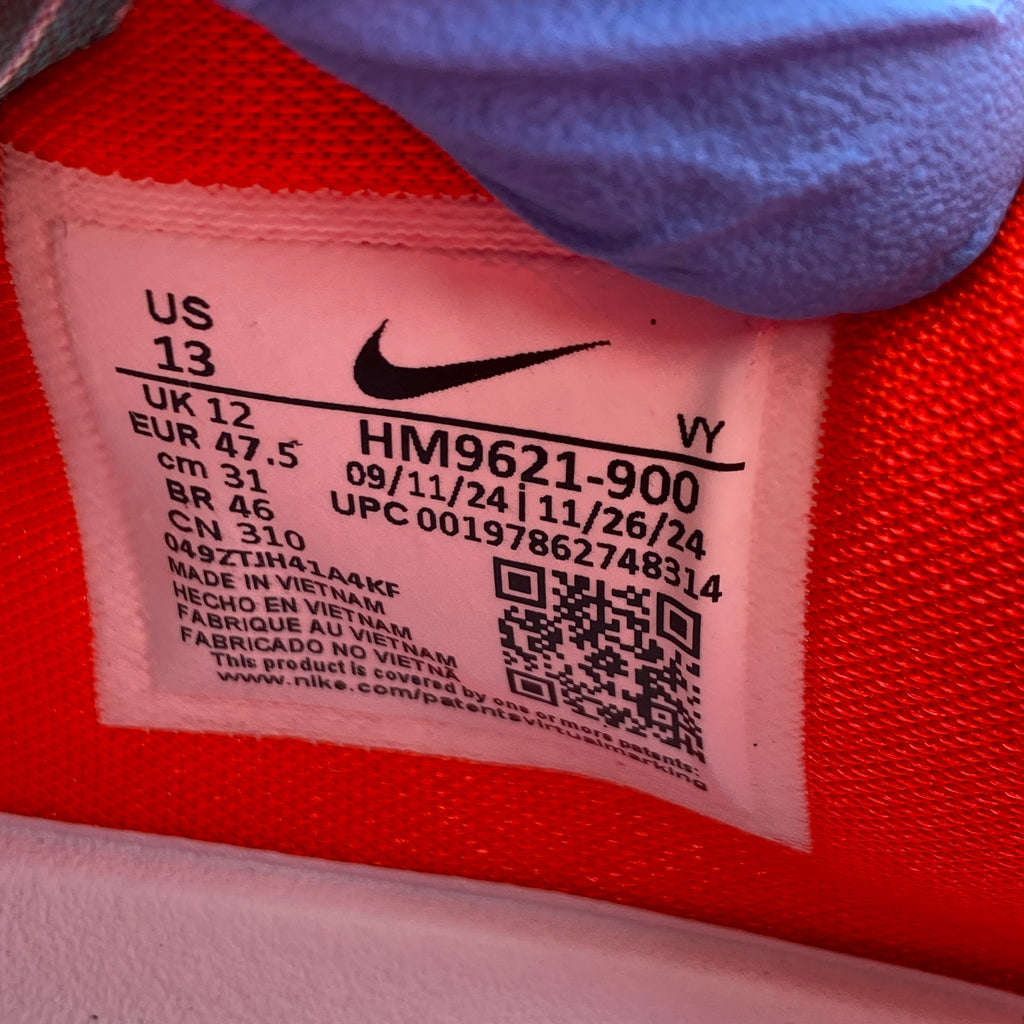 US
13
VY
UK 12
EUR 47.5
cm 31
BR 46
CN 310
HM9621-900
09/11/24 | 11/26/24
UPC 00197862748314
049ZTJH41A4KF
MADE IN VIETNAM
HECHO EN VIETNAM
FABRIQUE AU VIETNAM
FABRICADO NO VIETNÃ
This product is covered by one or more patents:
www.nike.com/patentsvirtualmarking